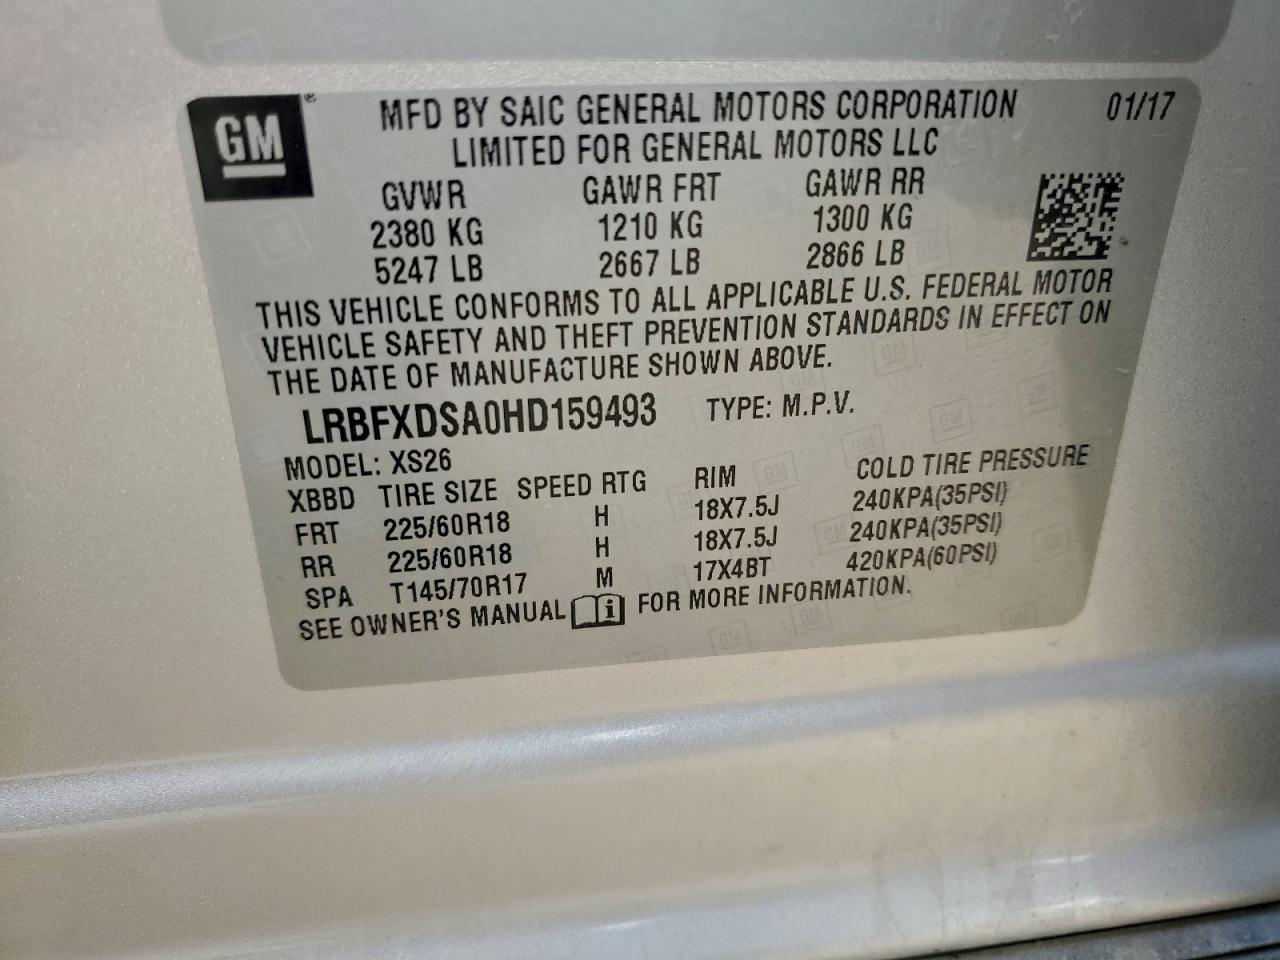 GM ® MFD BY SAIC GENERAL MOTORS CORPORATION 01/17
LIMITED FOR GENERAL MOTORS LLC
GVWR GAWR FRT GAWR RR
2380 KG 1210 KG 1300 KG
5247 LB 2667 LB 2866 LB
THIS VEHICLE CONFORMS TO ALL APPLICABLE U.S. FEDERAL MOTOR
VEHICLE SAFETY AND THEFT PREVENTION STANDARDS IN EFFECT ON
THE DATE OF MANUFACTURE SHOWN ABOVE.
LRBFXDSA0HD159493 TYPE: M.P.V.
MODEL: XS26
XBBD TIRE SIZE SPEED RTG RIM COLD TIRE PRESSURE
FRT 225/60R18 H 18X7.5J 240KPA(35PSI)
RR 225/60R18 H 18X7.5J 240KPA(35PSI)
SPA T145/70R17 M 17X4BT 420KPA(60PSI)
SEE OWNER'S MANUAL i FOR MORE INFORMATION.